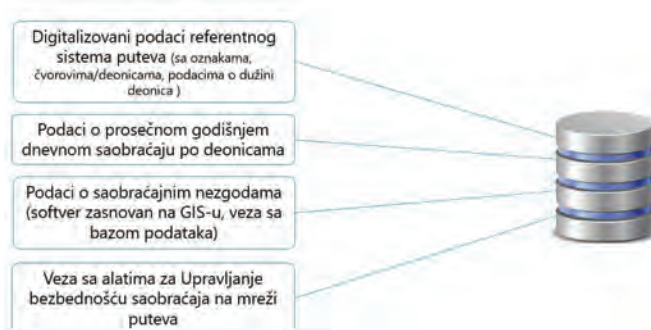 Digitalizovani podaci referentnog
sistema puteva (sa oznakama,
čvorovima/deonicama, podacima o dužini
deonica )
Podaci o prosečnom godišnjem
dnevnom saobraćaju po deonicama
Podaci o saobraćajnim nezgodama
(softver zasnovan na GIS-u, veza sa
bazom podataka)
Veza sa alatima za Upravljanje
bezbednošću saobraćaja na mreži
puteva